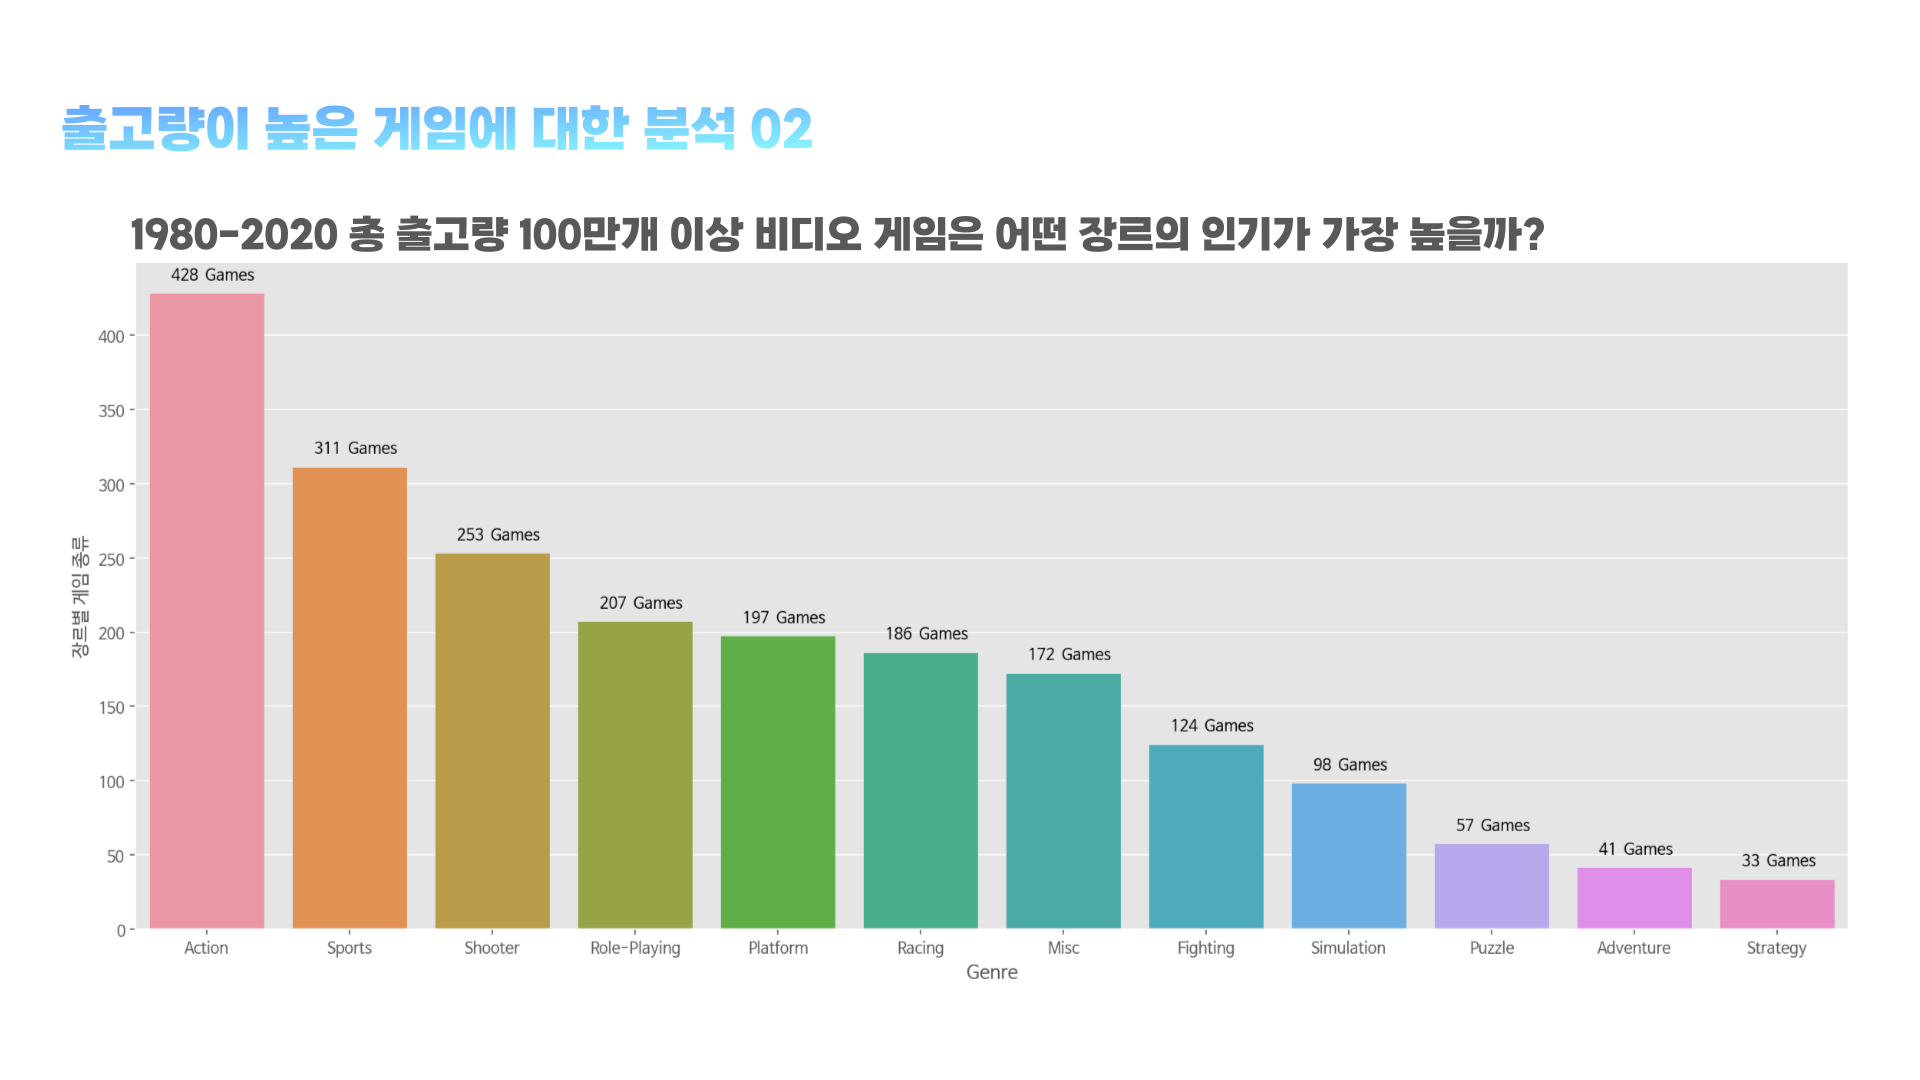 출고량이 높은 게임에 대한 분석 02
1980-2020 총 출고량 100만개 이상 비디오 게임은 어떤 장르의 인기가 가장 높을까?
428 Games
311 Games
253 Games
207 Games
197 Games
186 Games
172 Games
124 Games
98 Games
57 Games
41 Games
33 Games
400
350
300
250
200
150
100
50
0
장르별 게임 종류
Action Sports Shooter Role-Playing Platform Racing Misc Fighting Simulation Puzzle Adventure Strategy
Genre